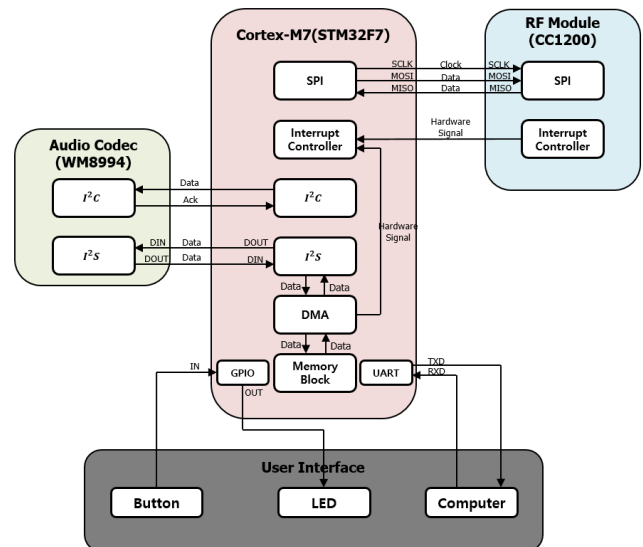 Cortex-M7(STM32F7)
RF Module
(CC1200)
SPI
SCLK Clock SCLK
MOSI Data MOSI
MISO Data MISO
SPI
Interrupt
Controller
Hardware
Signal
Interrupt
Controller
Audio Codec
(WM8994)
I²C
Data
Ack
I²C
Hardware
Signal
I²S
DIN Data DOUT
DOUT Data DIN
I²S
Data Data
DMA
Data Data
IN
GPIO
OUT
Memory
Block
UART
TXD
RXD
User Interface
Button
LED
Computer